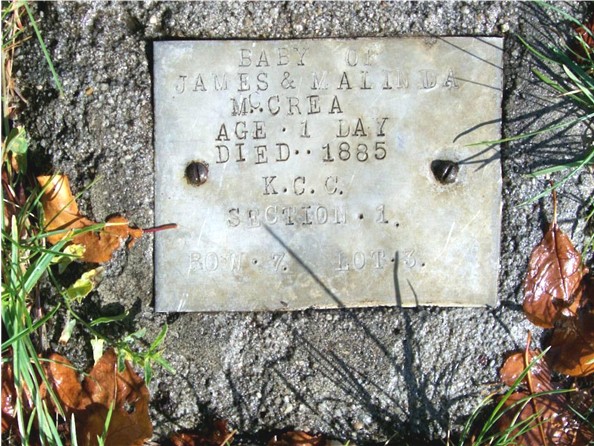 BABY OF
JAMES & MALINDA
McCREA
AGE · 1 DAY
DIED · · 1885
K. C. C.
SECTION · 1.
ROW · 7. LOT · 3.